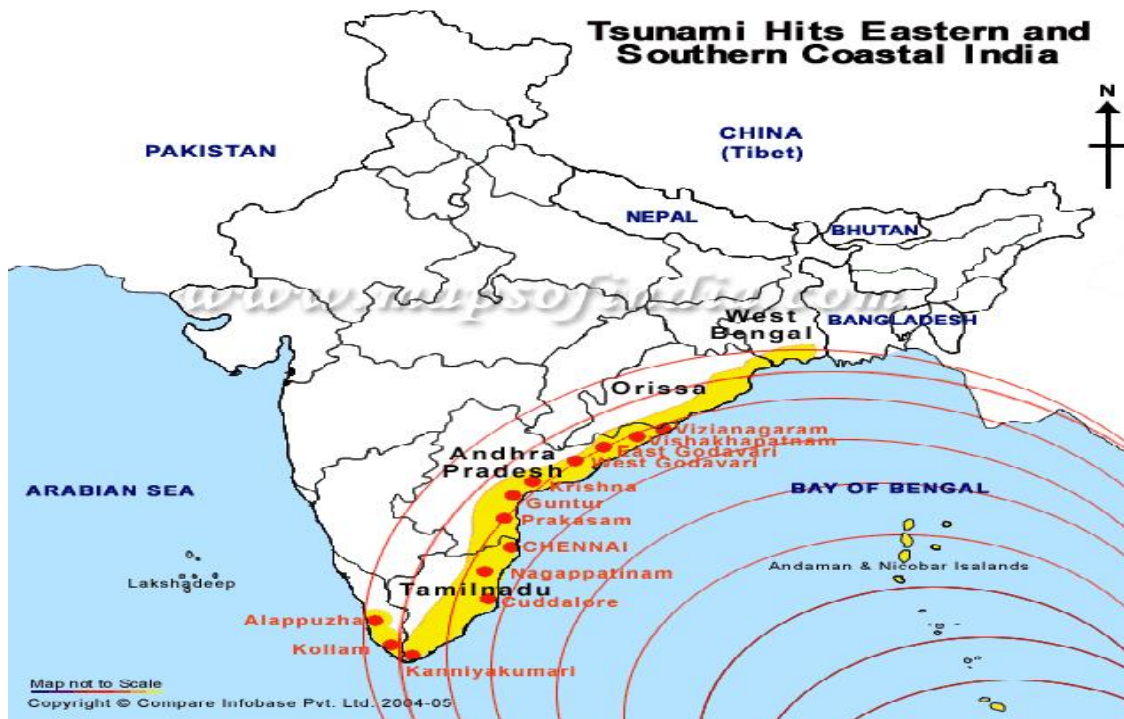 Tsunami Hits Eastern and
Southern Coastal India
N
PAKISTAN
CHINA
(Tibet)
NEPAL
BHUTAN
www.mapsofindia.com
West
Bengal
BANGLADESH
Orissa
Vizianagaram
Vishakhapatnam
East Godavari
West Godavari
Andhra
Pradesh
Krishna
Guntur
Prakasam
ARABIAN SEA
BAY OF BENGAL
CHENNAI
Andaman & Nicobar Isalands
Nagappatinam
Lakshadeep
Tamilnadu
Cuddalore
Alappuzha
Kollam
Kanniyakumari
Map not to Scale
Copyright © Compare Infobase Pvt. Ltd. 2004-05